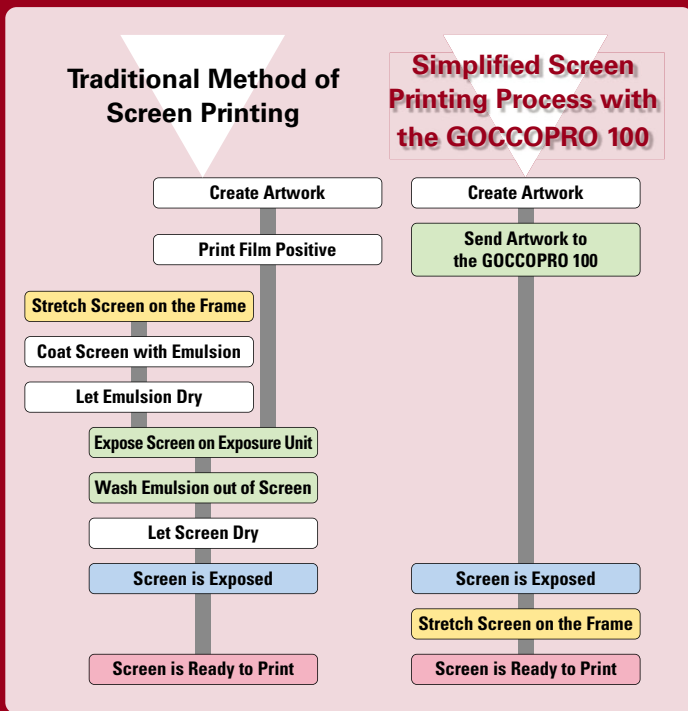 Traditional Method of
Screen Printing
Create Artwork
Print Film Positive
Stretch Screen on the Frame
Coat Screen with Emulsion
Let Emulsion Dry
Expose Screen on Exposure Unit
Wash Emulsion out of Screen
Let Screen Dry
Screen is Exposed
Screen is Ready to Print
Simplified Screen
Printing Process with
the GOCCOPRO 100
Create Artwork
Send Artwork to
the GOCCOPRO 100
Screen is Exposed
Stretch Screen on the Frame
Screen is Ready to Print